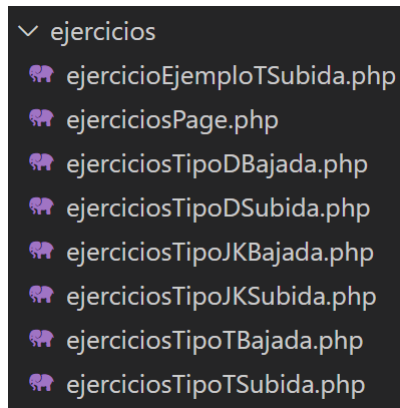 ejercicios
ejercicioEjemploTSubida.php
ejerciciosPage.php
ejerciciosTipoDBajada.php
ejerciciosTipoDSubida.php
ejerciciosTipoJKBajada.php
ejerciciosTipoJKSubida.php
ejerciciosTipoTBajada.php
ejerciciosTipoTSubida.php